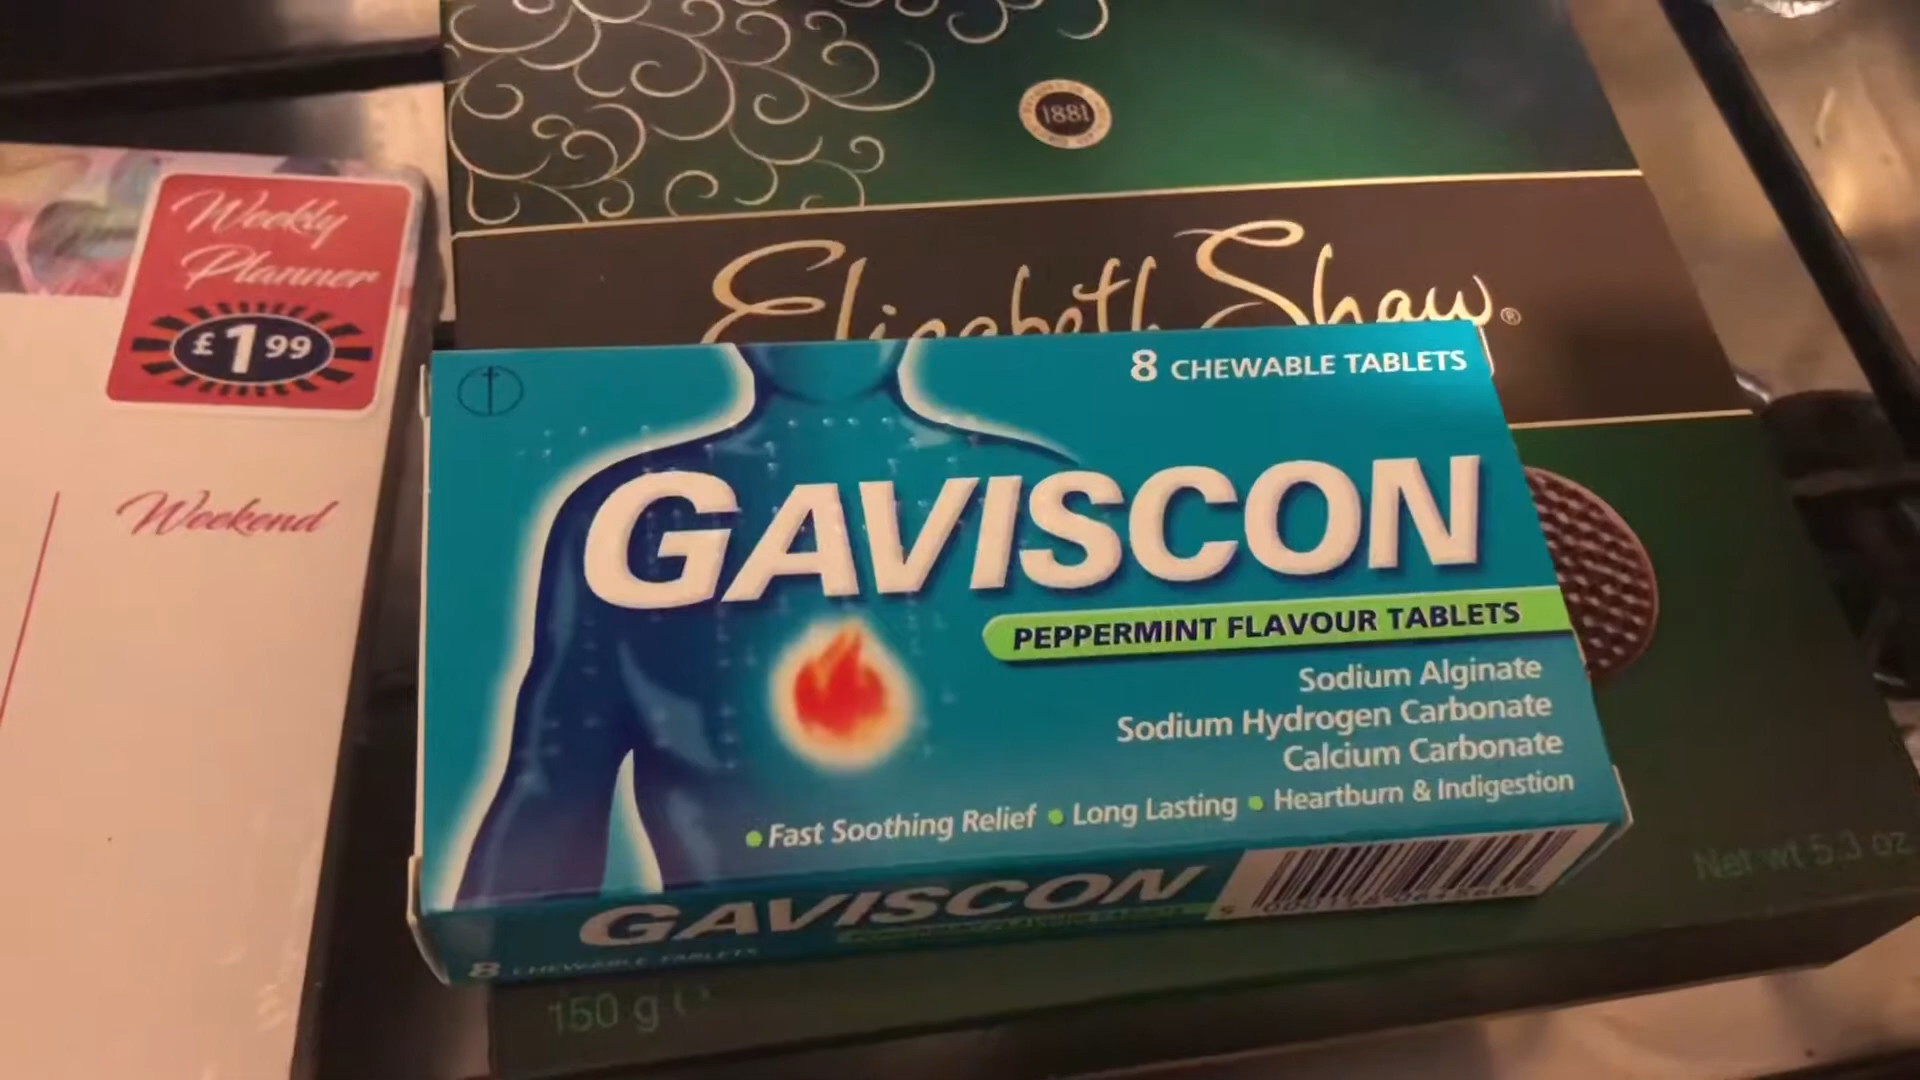 1881
Elizabeth Shaw®
Weekly
Planner
£1.99
Weekend
8 CHEWABLE TABLETS
GAVISCON
PEPPERMINT FLAVOUR TABLETS
Sodium Alginate
Sodium Hydrogen Carbonate
Calcium Carbonate
• Fast Soothing Relief • Long Lasting • Heartburn & Indigestion
GAVISCON
8 CHEWABLE TABLETS
Net wt 5.3 oz
150 g